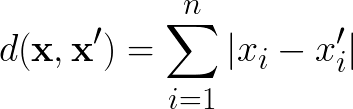 d(𝐱, 𝐱′) = ∑_{i=1}^{n} |x_i − x′_i|